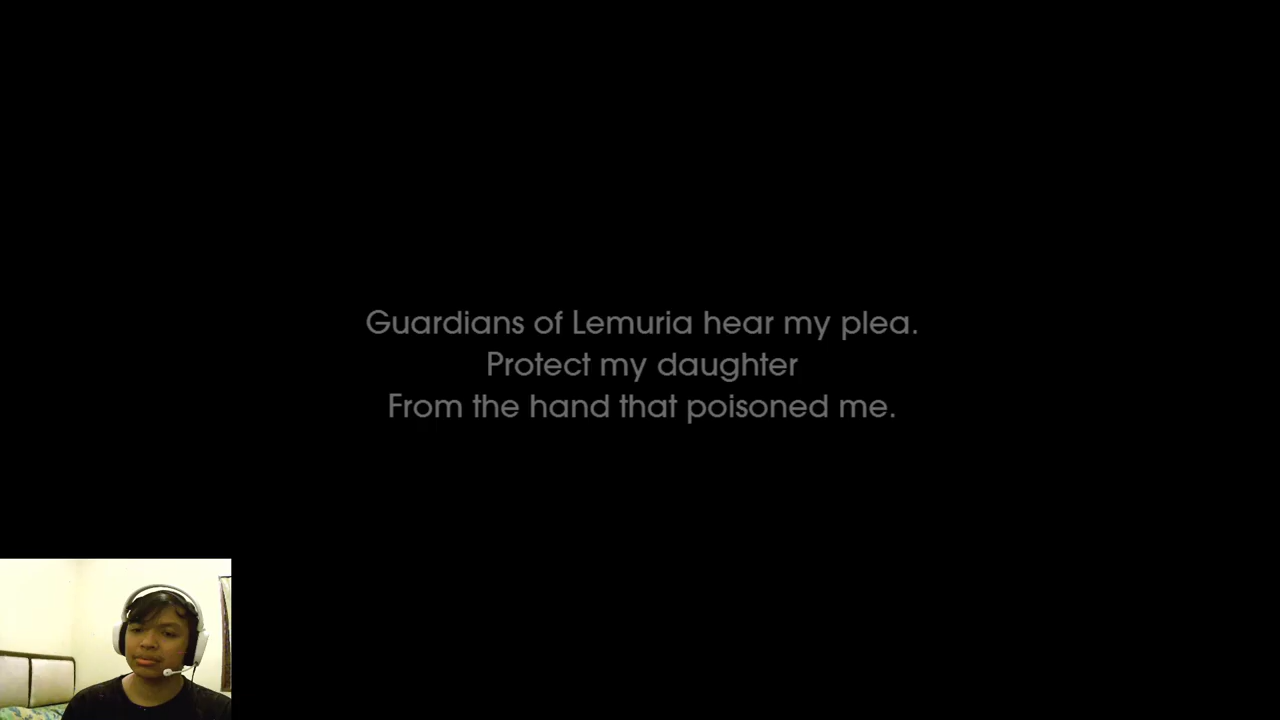 Guardians of Lemuria hear my plea.
Protect my daughter
From the hand that poisoned me.